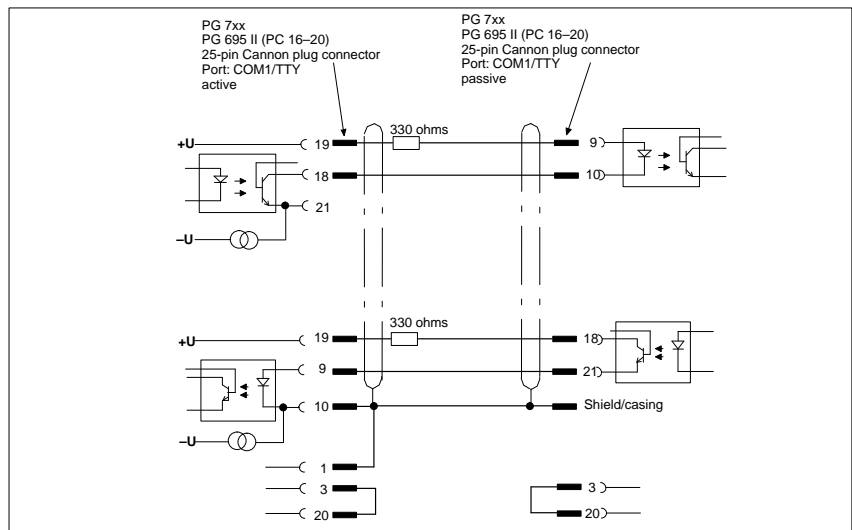 PG 7xx
PG 695 II (PC 16–20)
25-pin Cannon plug connector
Port: COM1/TTY
active
PG 7xx
PG 695 II (PC 16–20)
25-pin Cannon plug connector
Port: COM1/TTY
passive
+U 19 330 ohms 9
18 10
21
–U
+U 19 330 ohms 18
9 21
10 Shield/casing
–U
1
3 3
20 20